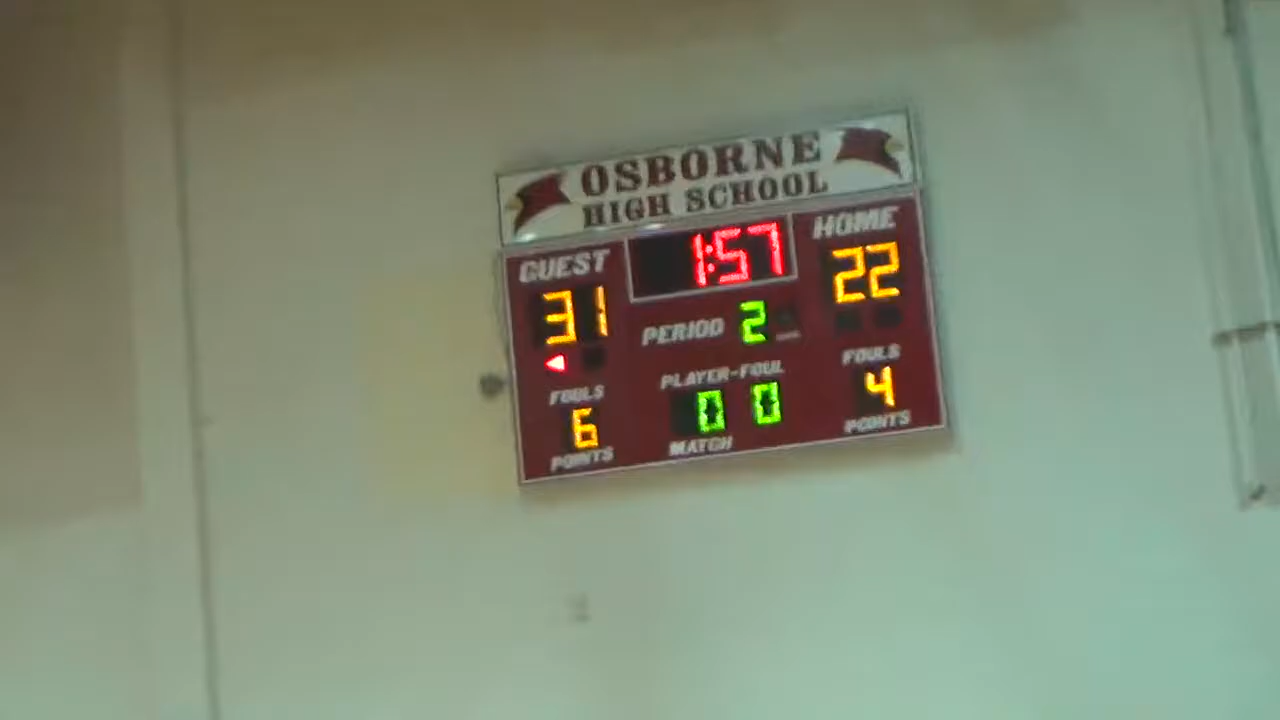 OSBORNE
HIGH SCHOOL
GUEST
1:57
HOME
31
22
PERIOD 2
FOULS
PLAYER-FOUL
FOULS
6
0 0
4
POINTS
MATCH
POINTS